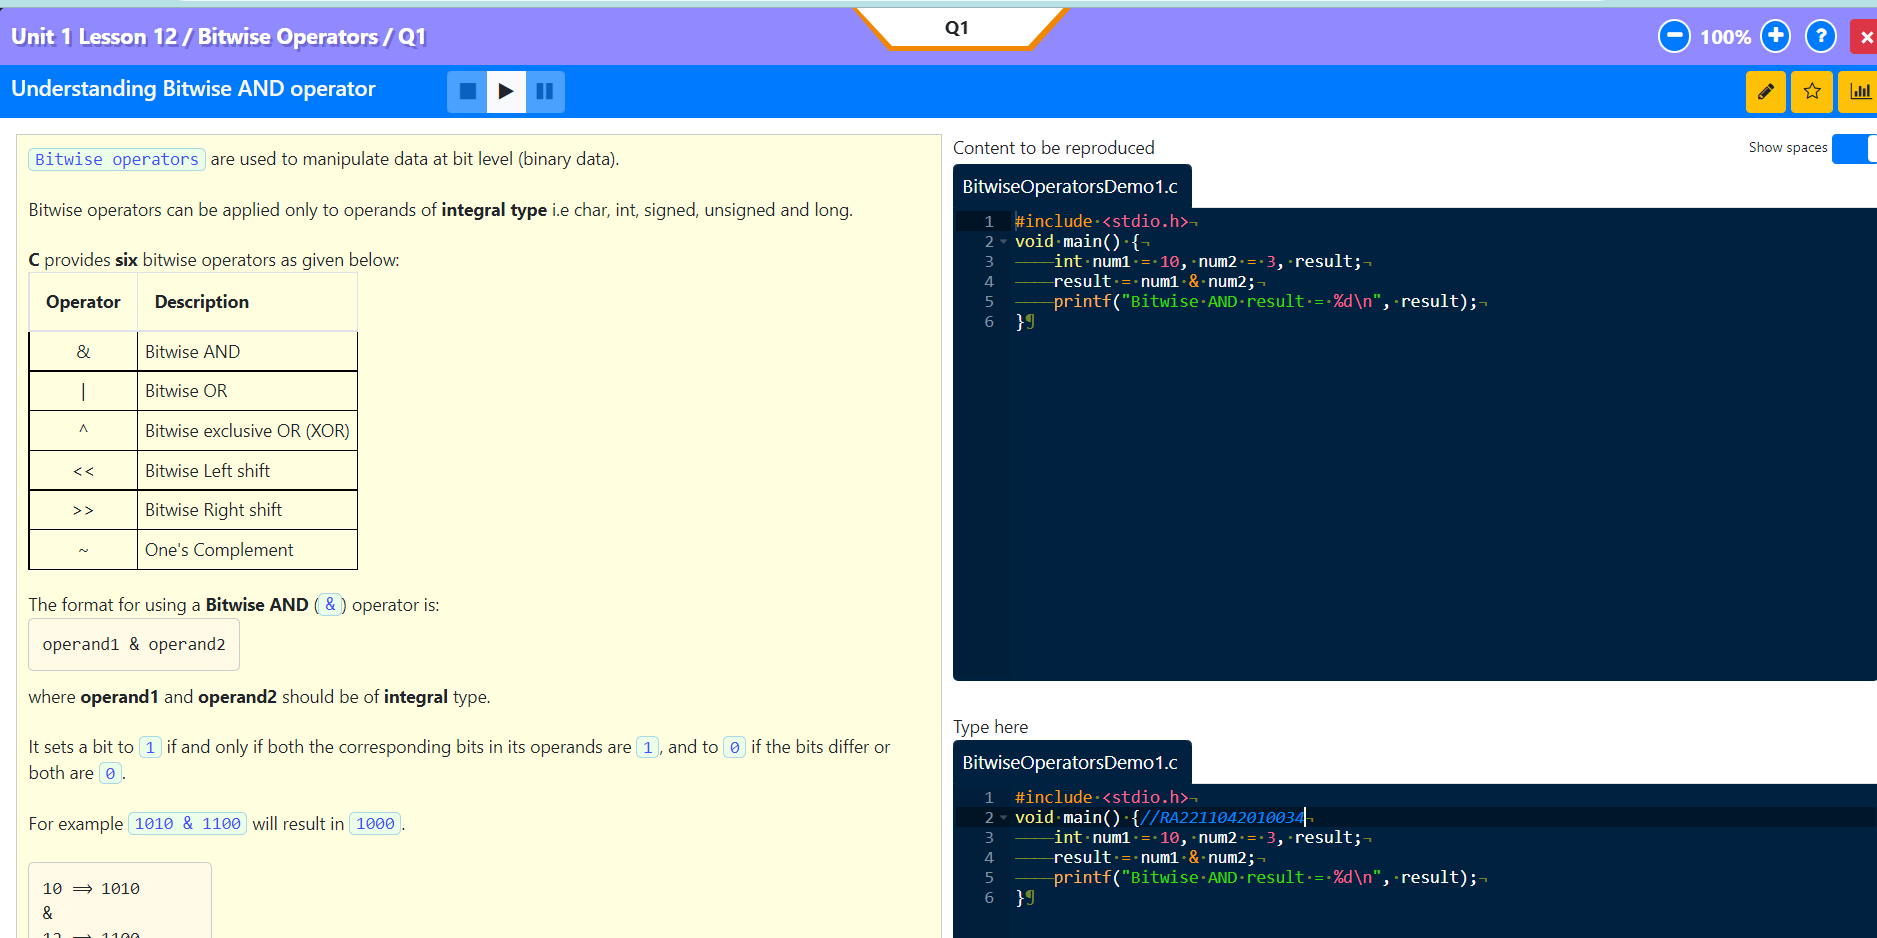 Unit 1 Lesson 12 / Bitwise Operators / Q1
Q1
100%
?
Understanding Bitwise AND operator
Bitwise operators are used to manipulate data at bit level (binary data).
Bitwise operators can be applied only to operands of integral type i.e char, int, signed, unsigned and long.
C provides six bitwise operators as given below:
Operator Description
& Bitwise AND
| Bitwise OR
^ Bitwise exclusive OR (XOR)
<< Bitwise Left shift
>> Bitwise Right shift
~ One's Complement
The format for using a Bitwise AND (&) operator is:
operand1 & operand2
where operand1 and operand2 should be of integral type.
It sets a bit to 1 if and only if both the corresponding bits in its operands are 1, and to 0 if the bits differ or
both are 0.
For example 1010 & 1100 will result in 1000.
10 ⟹ 1010
&
12 ⟹ 1100
Content to be reproduced
Show spaces
BitwiseOperatorsDemo1.c
1 #include·<stdio.h>¬
2 void·main()·{¬
3 ————int·num1·=·10,·num2·=·3,·result;¬
4 ————result·=·num1·&·num2;¬
5 ————printf("Bitwise·AND·result·=·%d\n",·result);¬
6 }¶
Type here
BitwiseOperatorsDemo1.c
1 #include·<stdio.h>¬
2 void·main()·{//RA2211042010034¬
3 ————int·num1·=·10,·num2·=·3,·result;¬
4 ————result·=·num1·&·num2;¬
5 ————printf("Bitwise·AND·result·=·%d\n",·result);¬
6 }¶